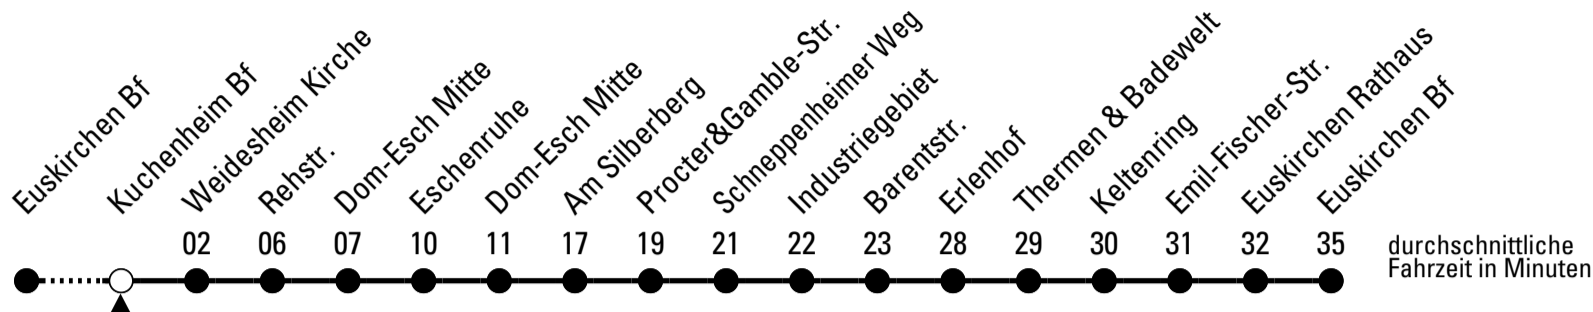 Euskirchen Bf
Kuchenheim Bf
Weidesheim Kirche
Rehstr.
Dom-Esch Mitte
Eschenruhe
Dom-Esch Mitte
Am Silberberg
Procter&Gamble-Str.
Schneppenheimer Weg
Industriegebiet
Barentstr.
Erlenhof
Thermen & Badewelt
Keltenring
Emil-Fischer-Str.
Euskirchen Rathaus
Euskirchen Bf
02 06 07 10 11 17 19 21 22 23 28 29 30 31 32 35
durchschnittliche
Fahrzeit in Minuten